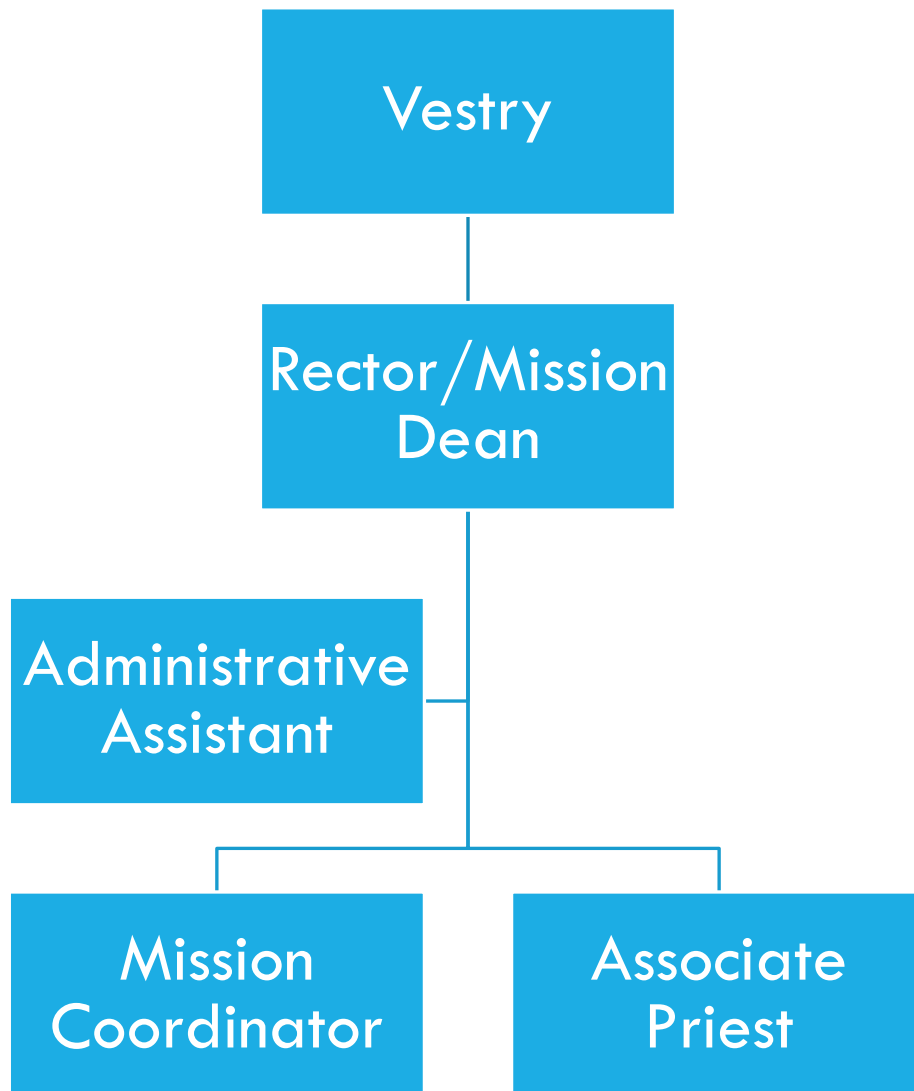 Vestry
Rector/Mission
Dean
Administrative
Assistant
Mission
Coordinator
Associate
Priest